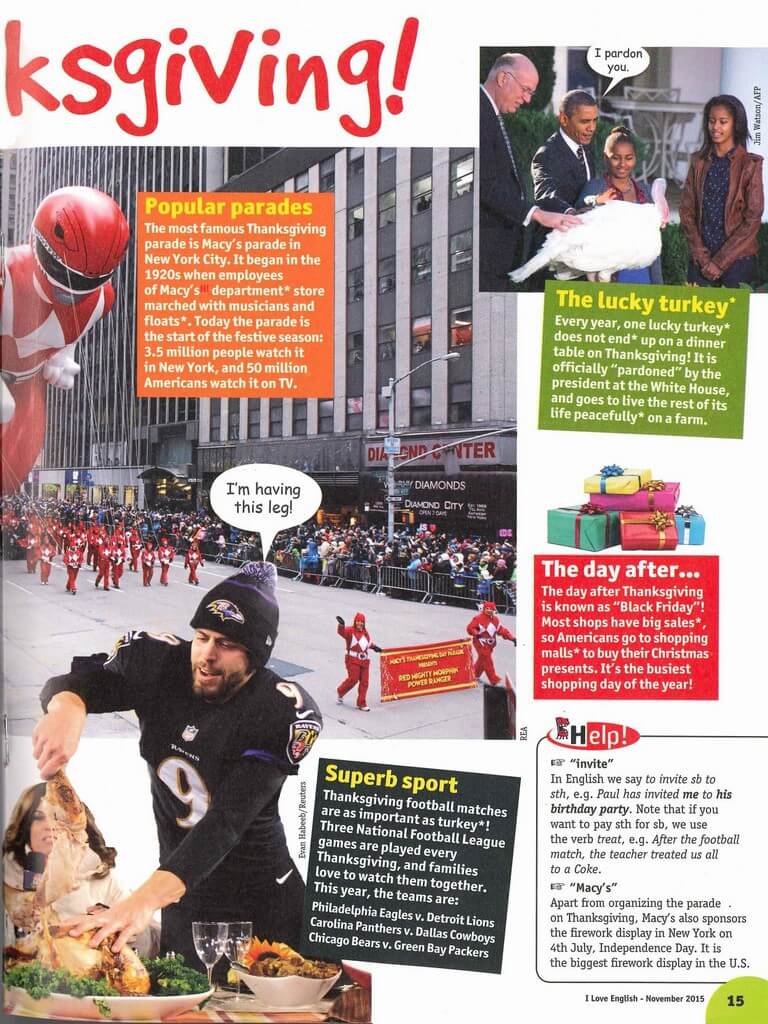 ksgiving!
I pardon
you.
Jim Watson/AFP
Popular parades
The most famous Thanksgiving
parade is Macy's parade in
New York City. It began in the
1920s when employees
of Macy's department* store
marched with musicians and
floats*. Today the parade is
the start of the festive season:
3.5 million people watch it
in New York, and 50 million
Americans watch it on TV.
The lucky turkey*
Every year, one lucky turkey*
does not end* up on a dinner
table on Thanksgiving! It is
officially "pardoned" by the
president at the White House,
and goes to live the rest of its
life peacefully* on a farm.
DIAMOND CENTER
DIAMONDS
DIAMOND CITY
OPEN 7 DAYS
I'm having
this leg!
The day after...
The day after Thanksgiving
is known as "Black Friday"!
Most shops have big sales*,
so Americans go to shopping
malls* to buy their Christmas
presents. It's the busiest
shopping day of the year!
MACY'S THANKSGIVING DAY PARADE
PRESENTS
RED MIGHTY MORPHIN
POWER RANGER
REA
RAVENS
9
9
Evan Habeeb/Reuters
Superb sport
Thanksgiving football matches
are as important as turkey*!
Three National Football League
games are played every
Thanksgiving, and families
love to watch them together.
This year, the teams are:
Philadelphia Eagles v. Detroit Lions
Carolina Panthers v. Dallas Cowboys
Chicago Bears v. Green Bay Packers
Help!
☞ "invite"
In English we say to invite sb to
sth, e.g. Paul has invited me to his
birthday party. Note that if you
want to pay sth for sb, we use
the verb treat, e.g. After the football
match, the teacher treated us all
to a Coke.
☞ "Macy's"
Apart from organizing the parade
on Thanksgiving, Macy's also sponsors
the firework display in New York on
4th July, Independence Day. It is
the biggest firework display in the U.S.
I Love English - November 2015
15